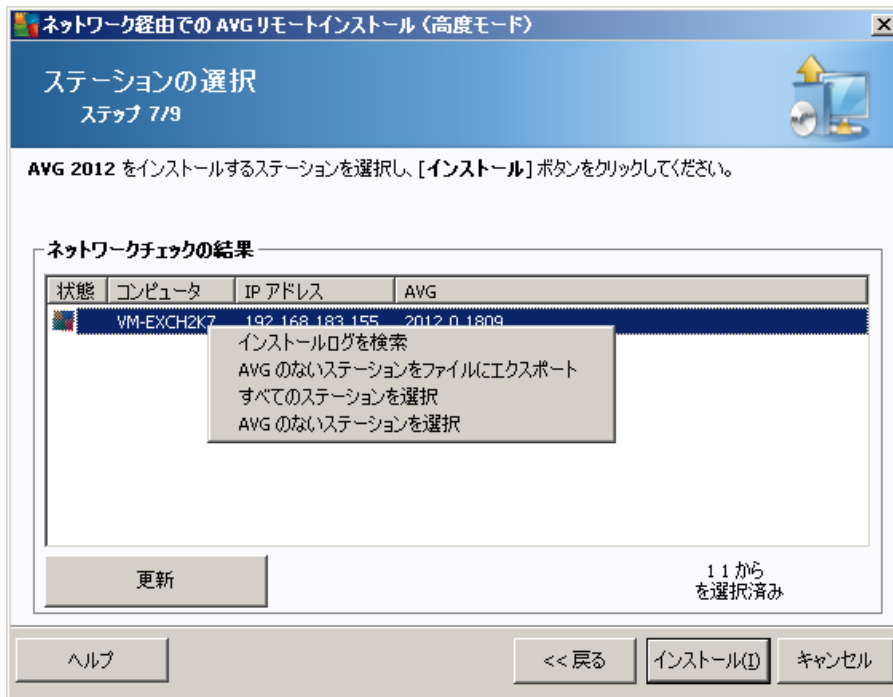 ネットワーク経由での AVG リモートインストール（高度モード）
ステーションの選択
ステップ 7/9
AVG 2012 をインストールするステーションを選択し、[インストール] ボタンをクリックしてください。
ネットワークチェックの結果
状態 コンピュータ IP アドレス AVG
VM-EXCH2K7 192.168.183.155 2012.0.1809
インストールログを検索
AVG のないステーションをファイルにエクスポート
すべてのステーションを選択
AVG のないステーションを選択
更新
1 1 から
を選択済み
ヘルプ
<< 戻る
インストール(I)
キャンセル